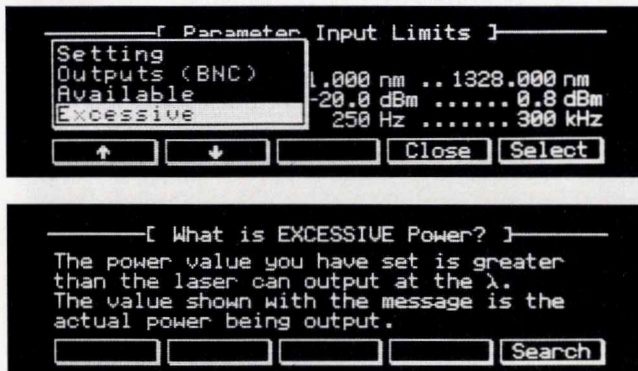 [ Parameter Input Limits ]
Setting
Outputs (BNC)
Available
Excessive
1.000 nm .. 1328.000 nm
-20.0 dBm ...... 0.8 dBm
250 Hz ....... 300 kHz
↑ ↓ Close Select
[ What is EXCESSIVE Power? ]
The power value you have set is greater
than the laser can output at the λ.
The value shown with the message is the
actual power being output.
Search